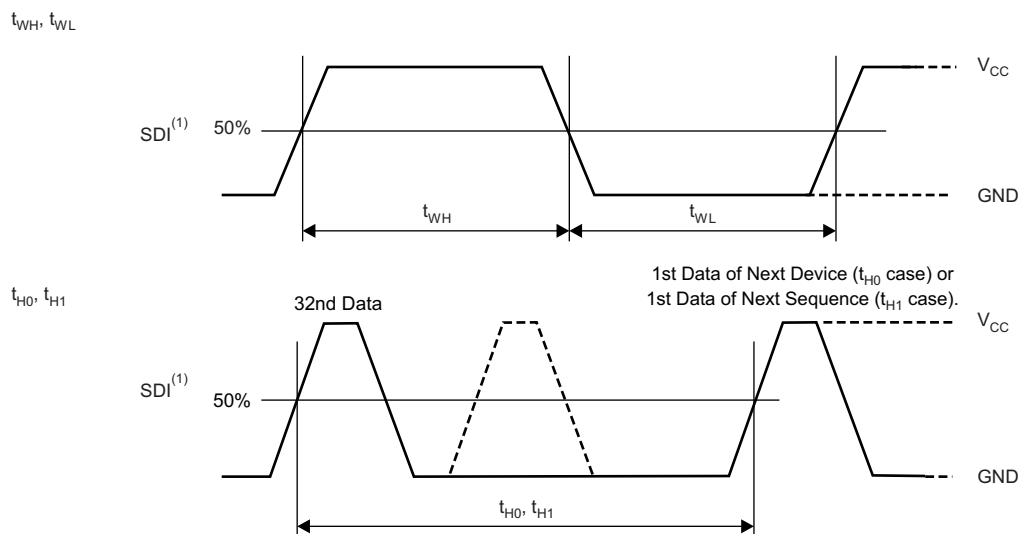 tWH, tWL
VCC
SDI(1)
50%
GND
tWH
tWL
tH0, tH1
32nd Data
1st Data of Next Device (tH0 case) or
1st Data of Next Sequence (tH1 case).
VCC
SDI(1)
50%
GND
tH0, tH1